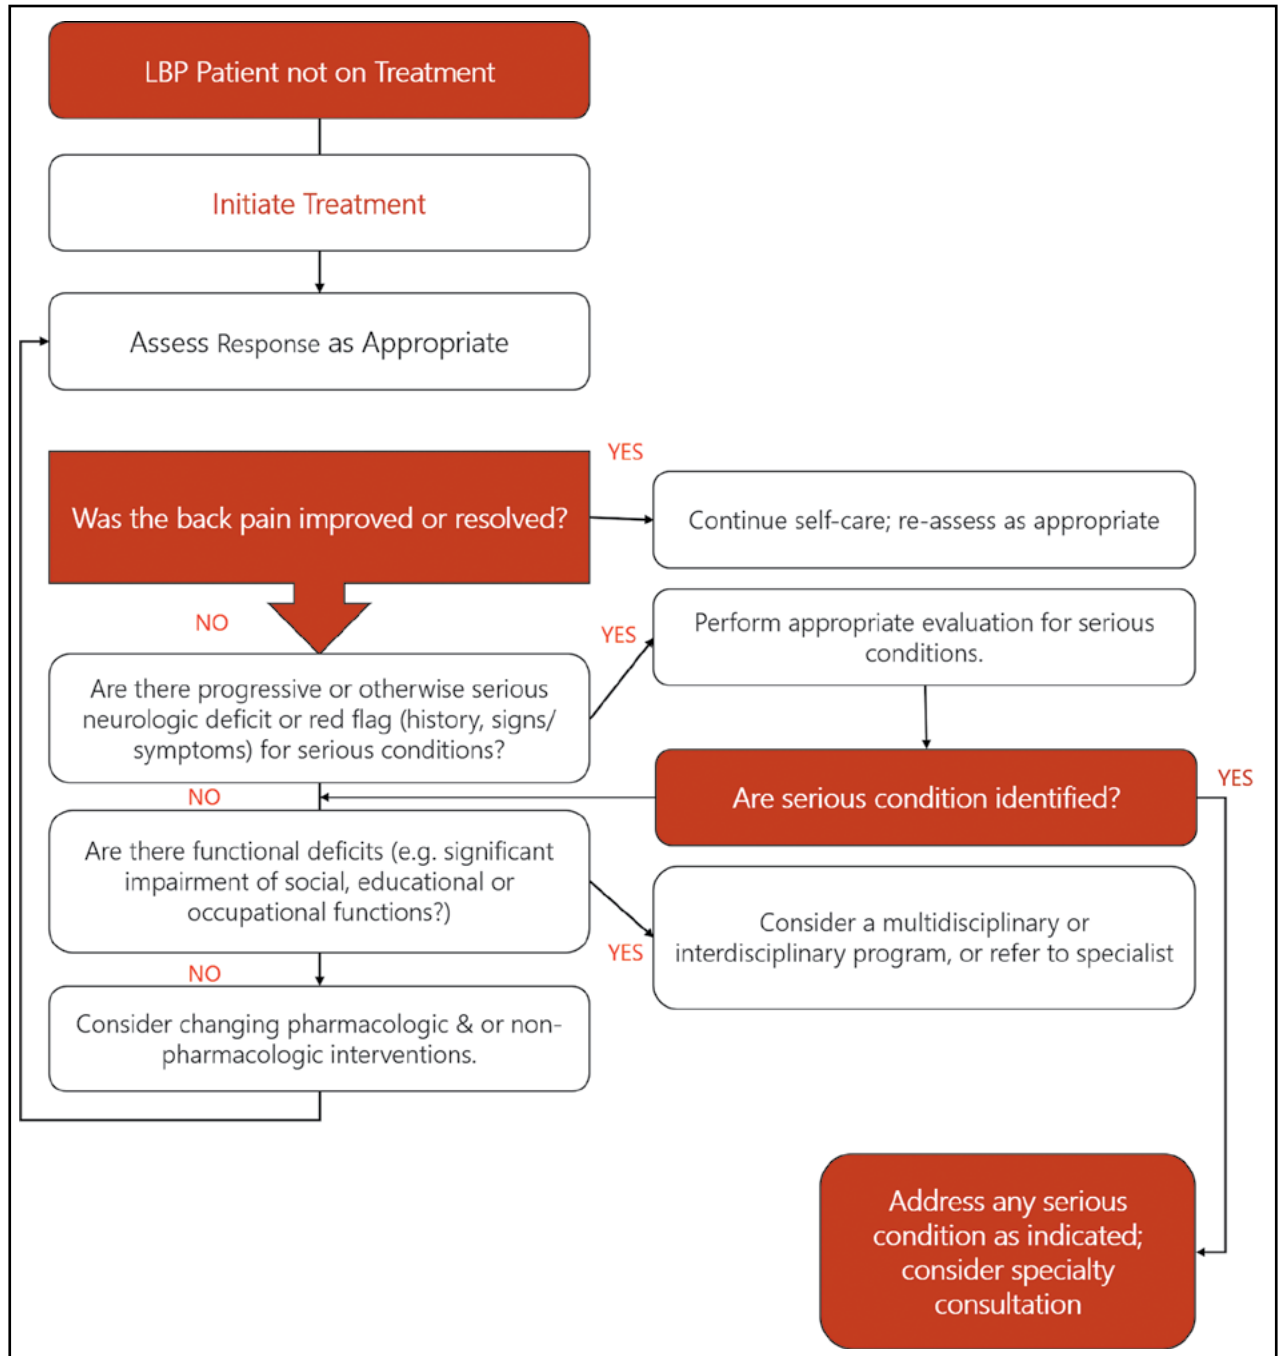 LBP Patient not on Treatment
Initiate Treatment
Assess Response as Appropriate
YES
Was the back pain improved or resolved?
Continue self-care; re-assess as appropriate
NO
YES
Perform appropriate evaluation for serious
conditions.
Are there progressive or otherwise serious
neurologic deficit or red flag (history, signs/
symptoms) for serious conditions?
NO
Are serious condition identified?
YES
Are there functional deficits (e.g. significant
impairment of social, educational or
occupational functions?)
YES
Consider a multidisciplinary or
interdisciplinary program, or refer to specialist
NO
Consider changing pharmacologic & or non-
pharmacologic interventions.
Address any serious
condition as indicated;
consider specialty
consultation